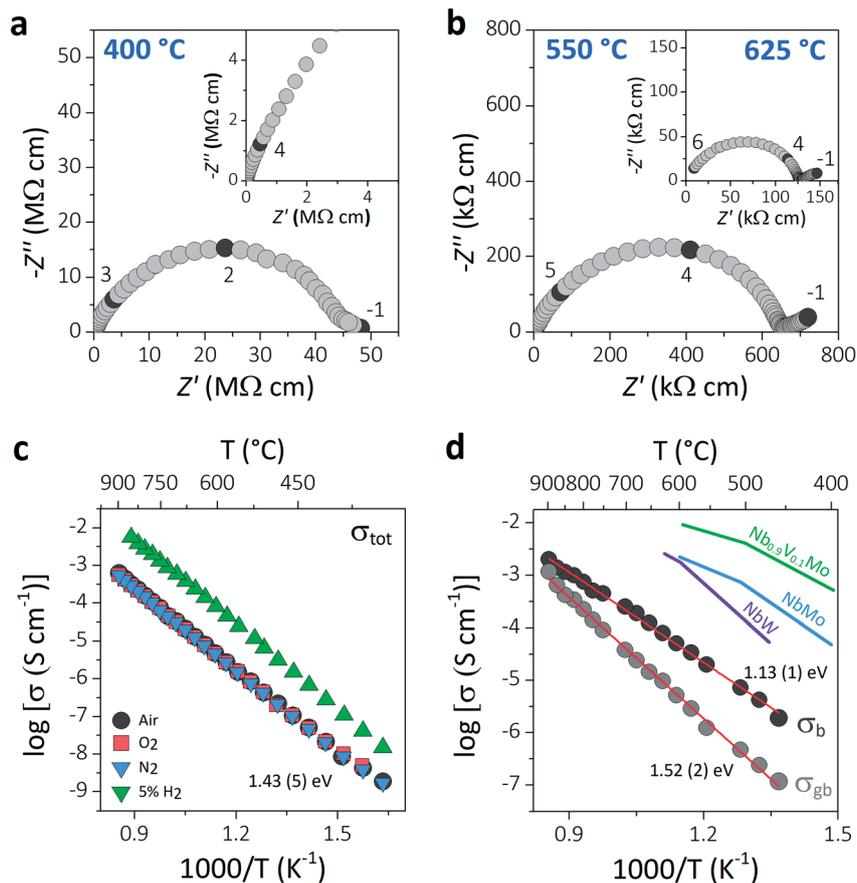 a
400 °C
-Z″ (MΩ cm)
50
40
30
20
10
0
0
10
20
30
40
50
Z′ (MΩ cm)
3
2
-1
-Z″ (MΩ cm)
4
2
0
0
2
4
Z′ (MΩ cm)
4
b
550 °C
625 °C
-Z″ (kΩ cm)
800
600
400
200
0
0
200
400
600
800
Z′ (kΩ cm)
5
4
-1
-Z″ (kΩ cm)
150
100
50
0
0
50
100
150
Z′ (kΩ cm)
6
4
-1
c
T (°C)
900
750
600
450
σtot
log [σ (S cm⁻¹)]
-2
-3
-4
-5
-6
-7
-8
-9
Air
O₂
N₂
5% H₂
1.43 (5) eV
0.9
1.2
1.5
1000/T (K⁻¹)
d
T (°C)
900
800
700
600
500
400
log [σ (S cm⁻¹)]
-2
-3
-4
-5
-6
-7
Nb₀.₉V₀.₁Mo
NbMo
NbW
1.13 (1) eV
σb
1.52 (2) eV
σgb
0.9
1.2
1.5
1000/T (K⁻¹)